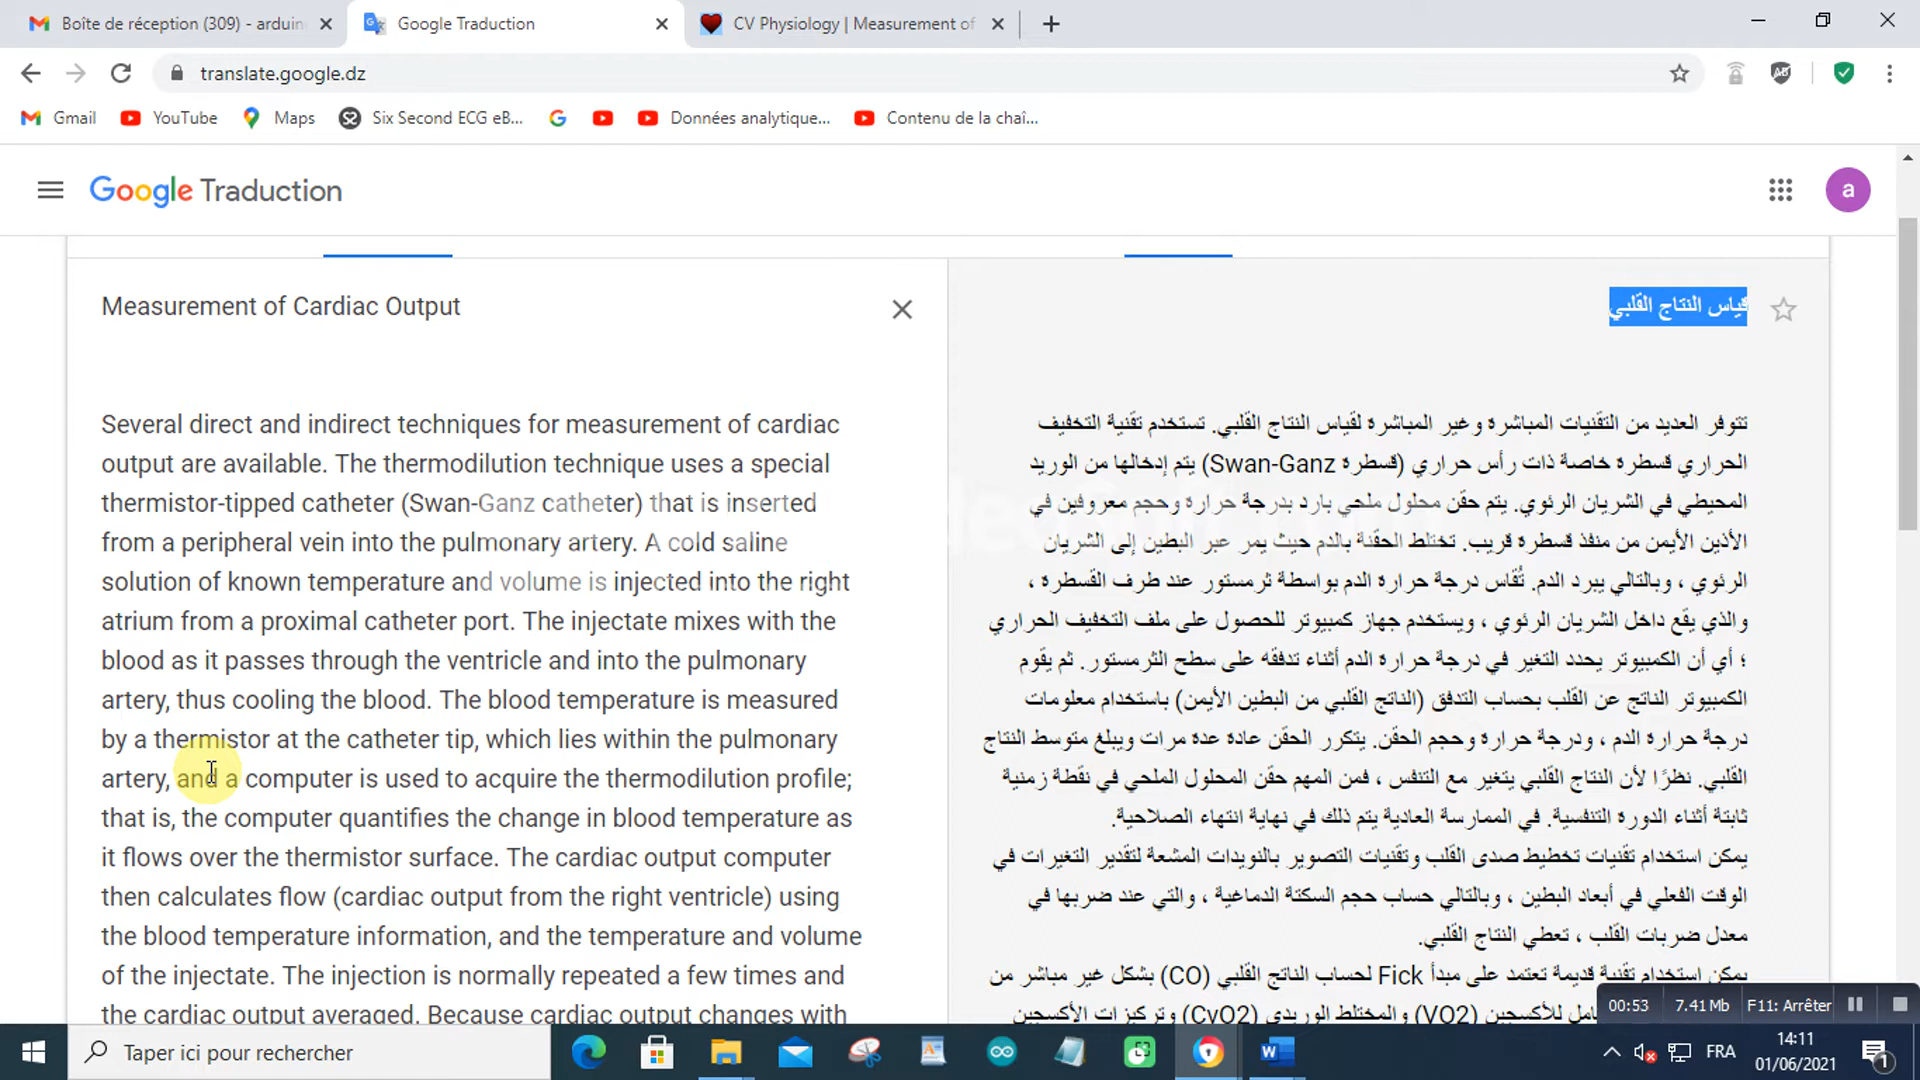 Boîte de réception (309) - arduin
Google Traduction
CV Physiology | Measurement of
translate.google.dz
Gmail
YouTube
Maps
Six Second ECG eB...
Données analytique...
Contenu de la chaî...
Google Traduction
a
Measurement of Cardiac Output
Several direct and indirect techniques for measurement of cardiac
output are available. The thermodilution technique uses a special
thermistor-tipped catheter (Swan-Ganz catheter) that is inserted
from a peripheral vein into the pulmonary artery. A cold saline
solution of known temperature and volume is injected into the right
atrium from a proximal catheter port. The injectate mixes with the
blood as it passes through the ventricle and into the pulmonary
artery, thus cooling the blood. The blood temperature is measured
by a thermistor at the catheter tip, which lies within the pulmonary
artery, and a computer is used to acquire the thermodilution profile;
that is, the computer quantifies the change in blood temperature as
it flows over the thermistor surface. The cardiac output computer
then calculates flow (cardiac output from the right ventricle) using
the blood temperature information, and the temperature and volume
of the injectate. The injection is normally repeated a few times and
the cardiac output averaged. Because cardiac output changes with
قياس النتاج القلبي
تتوفر العديد من التقنيات المباشرة وغير المباشرة لقياس النتاج القلبي. تستخدم تقنية التخفيف
الحراري قسطرة خاصة ذات رأس حراري (قسطرة Swan-Ganz) يتم إدخالها من الوريد
المحيطي في الشريان الرئوي. يتم حقن محلول ملحي بارد بدرجة حرارة وحجم معروفين في
الأذين الأيمن من منفذ قسطرة قريب. تختلط الحقنة بالدم حيث يمر عبر البطين إلى الشريان
الرئوي ، وبالتالي يبرد الدم. تُقاس درجة حرارة الدم بواسطة ثرمستور عند طرف القسطرة ،
والذي يقع داخل الشريان الرئوي ، ويستخدم جهاز كمبيوتر للحصول على ملف التخفيف الحراري
؛ أي أن الكمبيوتر يحدد التغير في درجة حرارة الدم أثناء تدفقه على سطح الثرمستور. ثم يقوم
الكمبيوتر الناتج عن القلب بحساب التدفق (الناتج القلبي من البطين الأيمن) باستخدام معلومات
درجة حرارة الدم ، ودرجة حرارة وحجم الحقن. يتكرر الحقن عادة عدة مرات ويبلغ متوسط النتاج
القلبي. نظرًا لأن النتاج القلبي يتغير مع التنفس ، فمن المهم حقن المحلول الملحي في نقطة زمنية
ثابتة أثناء الدورة التنفسية. في الممارسة العادية يتم ذلك في نهاية انتهاء الصلاحية.
يمكن استخدام تقنيات تخطيط صدى القلب وتقنيات التصوير بالنويدات المشعة لتقدير التغيرات في
الوقت الفعلي في أبعاد البطين ، وبالتالي حساب حجم السكتة الدماغية ، والتي عند ضربها في
معدل ضربات القلب ، تعطي النتاج القلبي.
يمكن استخدام تقنية قديمة تعتمد على مبدأ Fick لحساب الناتج القلبي (CO) بشكل غير مباشر من
للأكسجين (VO2) والمختلط الوريدي (CvO2) وتركيزات الأكسجين
00:53
7.41 Mb
F11: Arrêter
Taper ici pour rechercher
FRA
14:11
01/06/2021
1